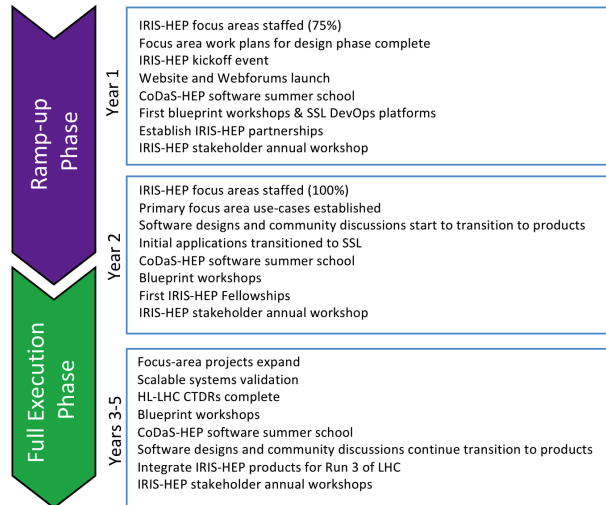 Ramp-up
Phase
Year 1
IRIS-HEP focus areas staffed (75%)
Focus area work plans for design phase complete
IRIS-HEP kickoff event
Website and Webforums launch
CoDaS-HEP software summer school
First blueprint workshops & SSL DevOps platforms
Establish IRIS-HEP partnerships
IRIS-HEP stakeholder annual workshop
Year 2
IRIS-HEP focus areas staffed (100%)
Primary focus area use-cases established
Software designs and community discussions start to transition to products
Initial applications transitioned to SSL
CoDaS-HEP software summer school
Blueprint workshops
First IRIS-HEP Fellowships
IRIS-HEP stakeholder annual workshop
Full Execution
Phase
Years 3-5
Focus-area projects expand
Scalable systems validation
HL-LHC CTDRs complete
Blueprint workshops
CoDaS-HEP software summer school
Software designs and community discussions continue transition to products
Integrate IRIS-HEP products for Run 3 of LHC
IRIS-HEP stakeholder annual workshops